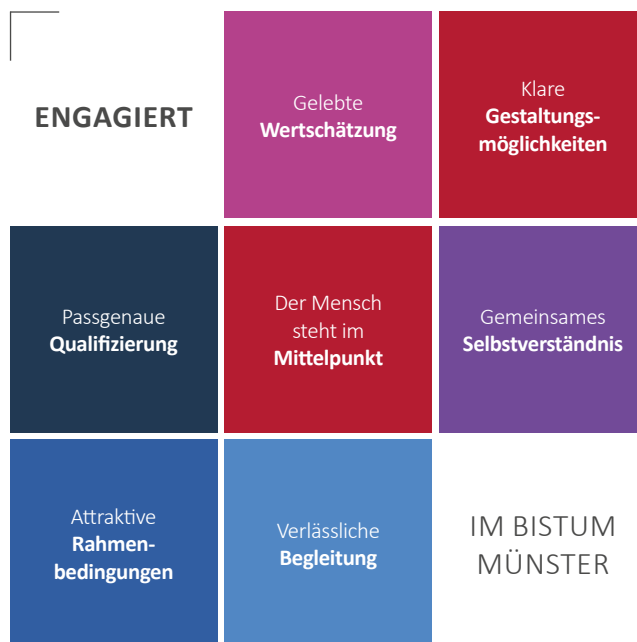 ENGAGIERT
Gelebte
Wertschätzung
Klare
Gestaltungs-
möglichkeiten
Passgenaue
Qualifizierung
Der Mensch
steht im
Mittelpunkt
Gemeinsames
Selbstverständnis
Attraktive
Rahmen-
bedingungen
Verlässliche
Begleitung
IM BISTUM
MÜNSTER